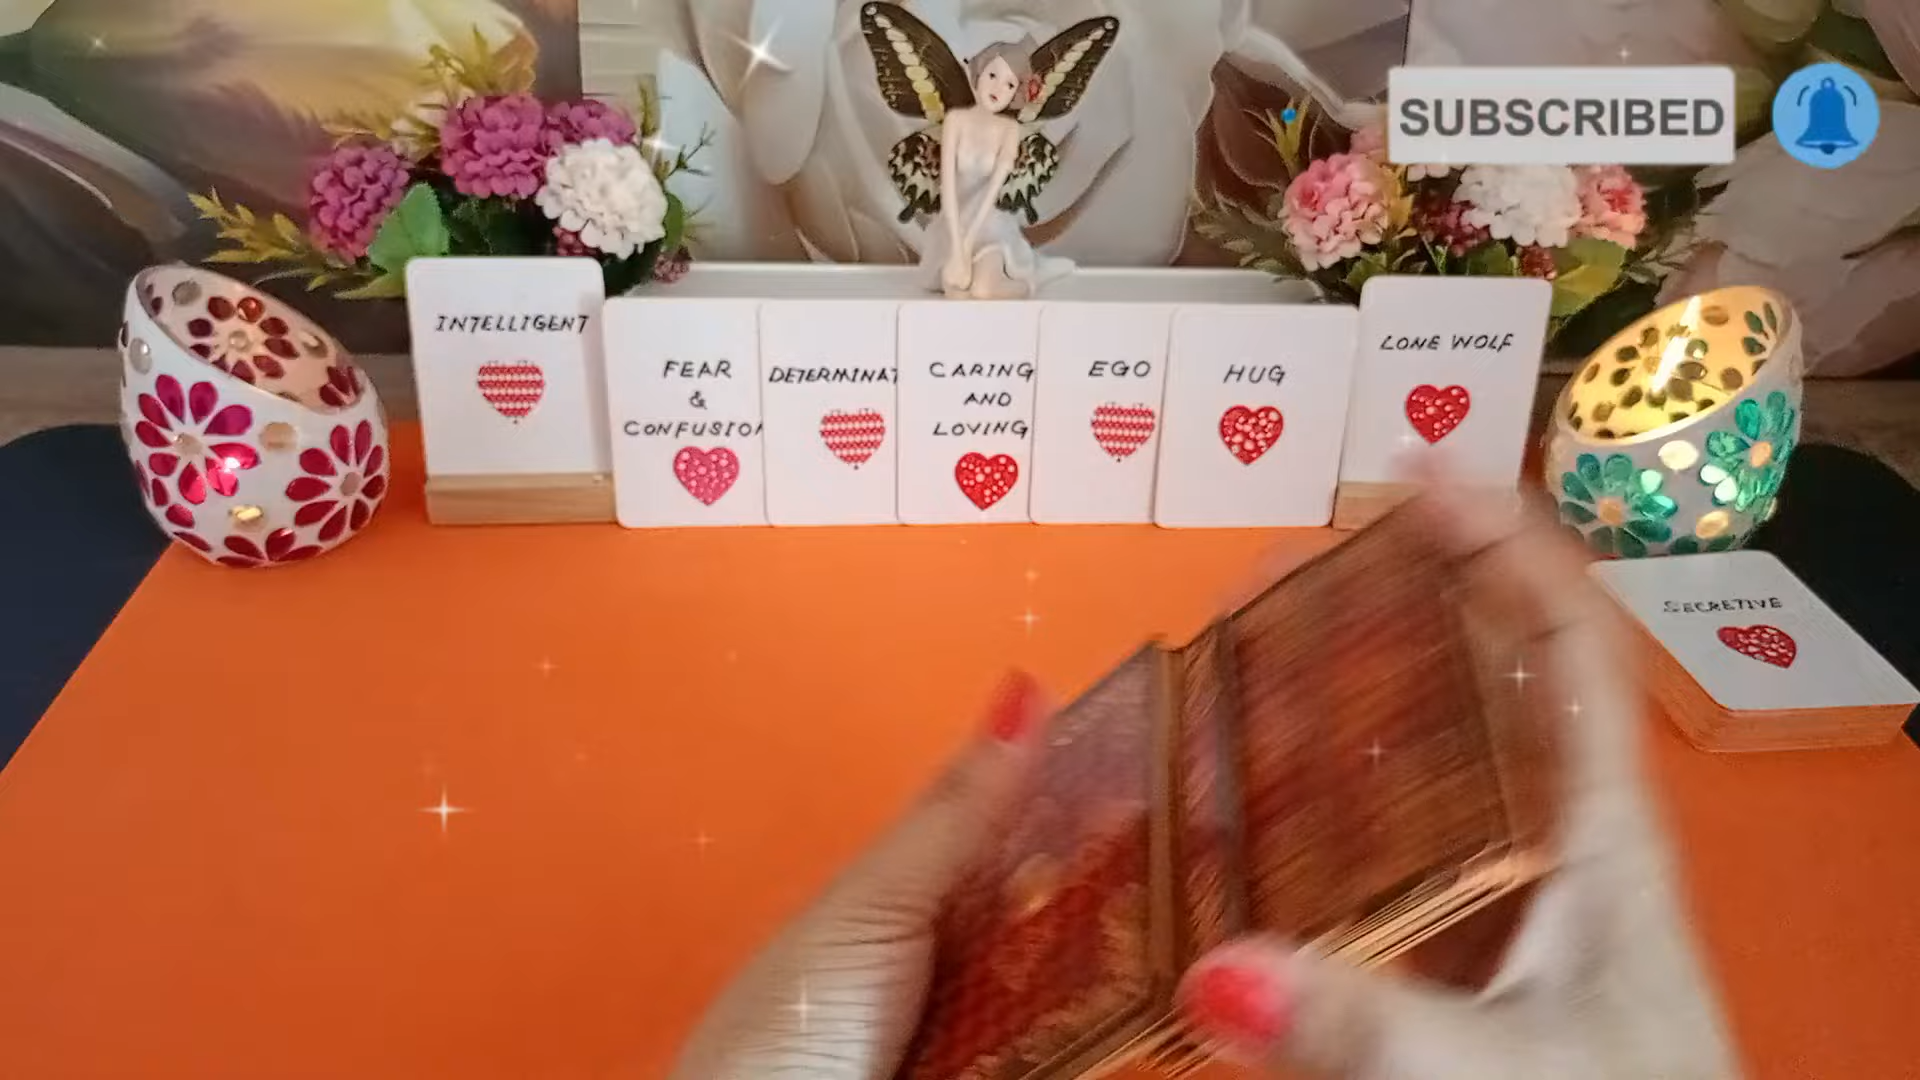 SUBSCRIBED
INTELLIGENT
FEAR
&
CONFUSION
DETERMINAT
CARING
AND
LOVING
EGO
HUG
LONE WOLF
SECRETIVE